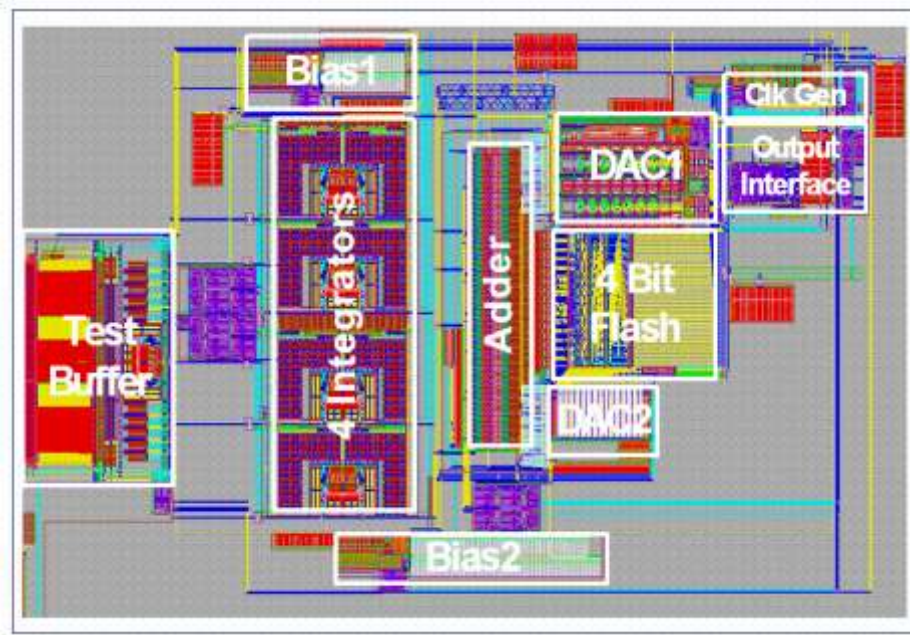 Bias1
Clk Gen
DAC1
Output
Interface
4 Integrators
Adder
4 Bit
Flash
Test
Buffer
DAC2
Bias2